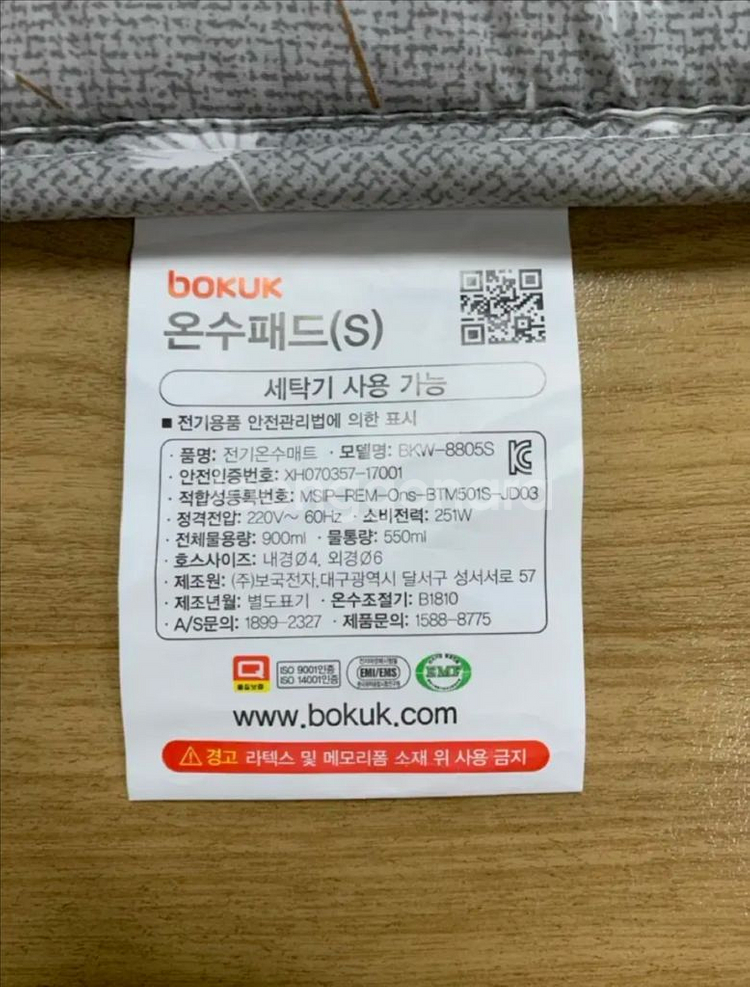 bokuk
온수패드(S)
세탁기 사용 가능
■ 전기용품 안전관리법에 의한 표시
· 품명: 전기온수매트 · 모델명: BKW-8805S
· 안전인증번호: XH070357-17001
· 적합성등록번호: MSIP-REM-Ons-BTM501S-JD03
· 정격전압: 220V~ 60Hz · 소비전력: 251W
· 전체물용량: 900ml · 물통량: 550ml
· 호스사이즈: 내경Ø4, 외경Ø6
· 제조원: (주)보국전자,대구광역시 달서구 성서서로 57
· 제조년월: 별도표기 · 온수조절기: B1810
· A/S문의: 1899-2327 · 제품문의: 1588-8775
Q 품질보증
ISO 9001인증
ISO 14001인증
EMI/EMS
EMF
www.bokuk.com
경고 라텍스 및 메모리폼 소재 위 사용 금지